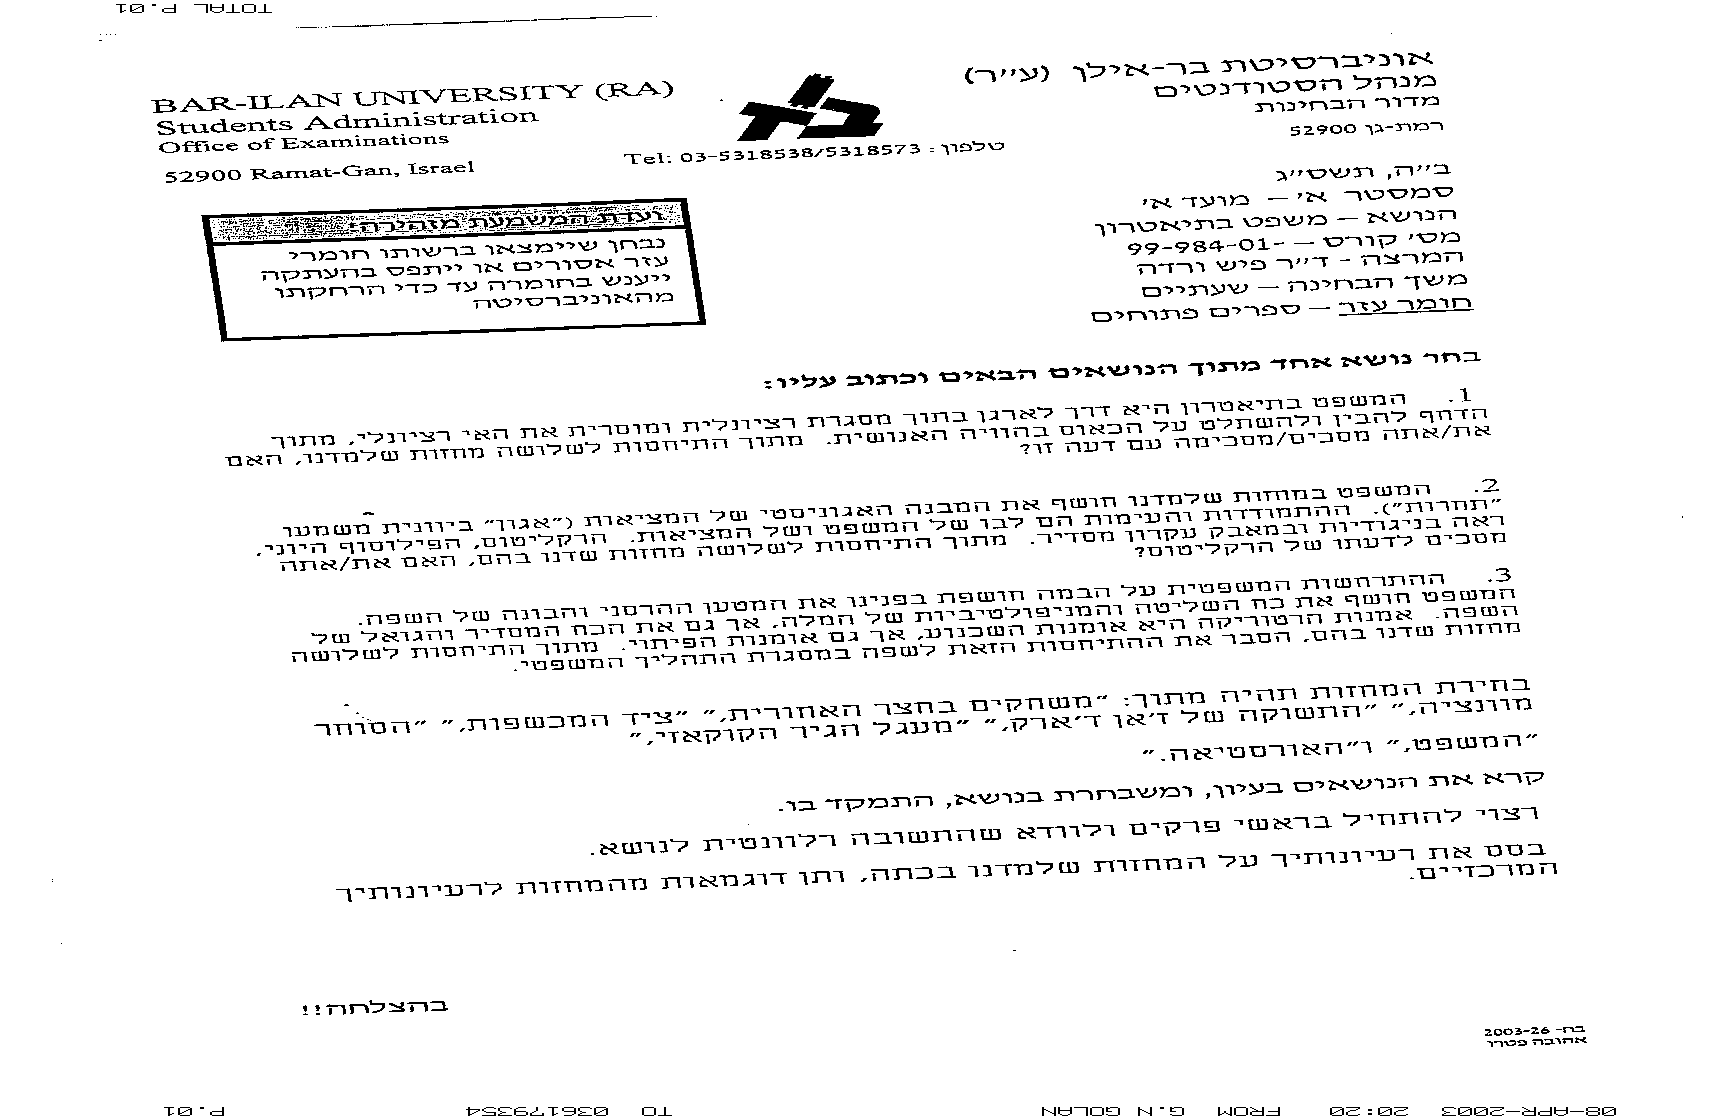 TOTAL P.01
אוניברסיטת בר-אילן (ע"ר)
מנהל הסטודנטים
מדור הבחינות
רמת-גן 52900
BAR-ILAN UNIVERSITY (RA)
Students Administration
Office of Examinations
52900 Ramat-Gan, Israel
Tel: 03-5318538/5318573 : טלפון
ב"ה, תשס"ג
סמסטר א' – מועד א'
הנושא – משפט בתיאטרון
מס' קורס – -99-984-01
המרצה - ד"ר פיש ורדה
משך הבחינה – שעתיים
חומר עזר – ספרים פתוחים
ועדת המשמעת מזהירה:
נבחן שיימצאו ברשותו חומרי
עזר אסורים או ייתפס בהעתקה
ייענש בחומרה עד כדי הרחקתו
מהאוניברסיטה
בחר נושא אחד מתוך הנושאים הבאים וכתוב עליו:
1. המשפט בתיאטרון היא דרך לארגן בתוך מסגרת רציונלית ומוסרית את האי רציונלי, מתוך
הדחף להבין ולהשתלט על הכאוס בהוויה האנושית. מתוך התיחסות לשלושה מחזות שלמדנו, האם
את/אתה מסכים/מסכימה עם דעה זו?
2. המשפט במחזות שלמדנו חושף את המבנה האגוניסטי של המציאות ("אגון" ביוונית משמעו
"תחרות"). ההתמודדות והעימות הם לבו של המשפט ושל המציאות. הרקליטוס, הפילוסוף היוני,
ראה בניגודיות ובמאבק עקרון מסדיר. מתוך התיחסות לשלושה מחזות שדנו בהם, האם את/אתה
מסכים לדעתו של הרקליטוס?
3. ההתרחשות המשפטית על הבמה חושפת בפנינו את המטען ההרסני והבונה של השפה.
המשפט חושף את כח השליטה והמניפולטיביות של המלה, אך גם את הכח המסדיר והגואל של
השפה. אמנות הרטוריקה היא אומנות השכנוע, אך גם אומנות הפיתוי. מתוך התיחסות לשלושה
מחזות שדנו בהם, הסבר את ההתיחסות הזאת לשפה במסגרת התהליך המשפטי.
בחירת המחזות תהיה מתוך: "משחקים בחצר האחורית," "ציד המכשפות," "הסוחר
מוונציה," "התשוקה של ז'אן ד'ארק," "מעגל הגיר הקוקאזי,"
"המשפט," ו"האורסטיאה."
קרא את הנושאים בעיון, ומשבחרת בנושא, התמקד בו.
רצוי להתחיל בראשי פרקים ולוודא שהתשובה רלוונטית לנושא.
בסס את רעיונותיך על המחזות שלמדנו בכתה, ותן דוגמאות מהמחזות לרעיונותיך
המרכזיים.
בהצלחה!!
בח- 2003-26
אהובה פטרו
08-APR-2003 20:20 FROM G.N GOLAN TO 036179354 P.01